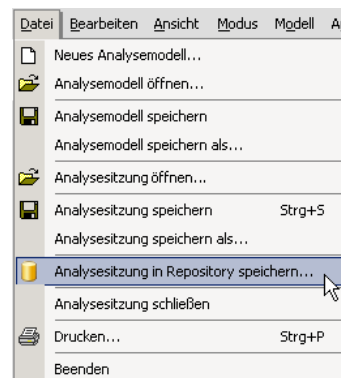 Datei Bearbeiten Ansicht Modus Modell A
Neues Analysemodell...
Analysemodell öffnen...
Analysemodell speichern
Analysemodell speichern als...
Analysesitzung öffnen...
Analysesitzung speichern Strg+S
Analysesitzung speichern als...
Analysesitzung in Repository speichern...
Analysesitzung schließen
Drucken... Strg+P
Beenden